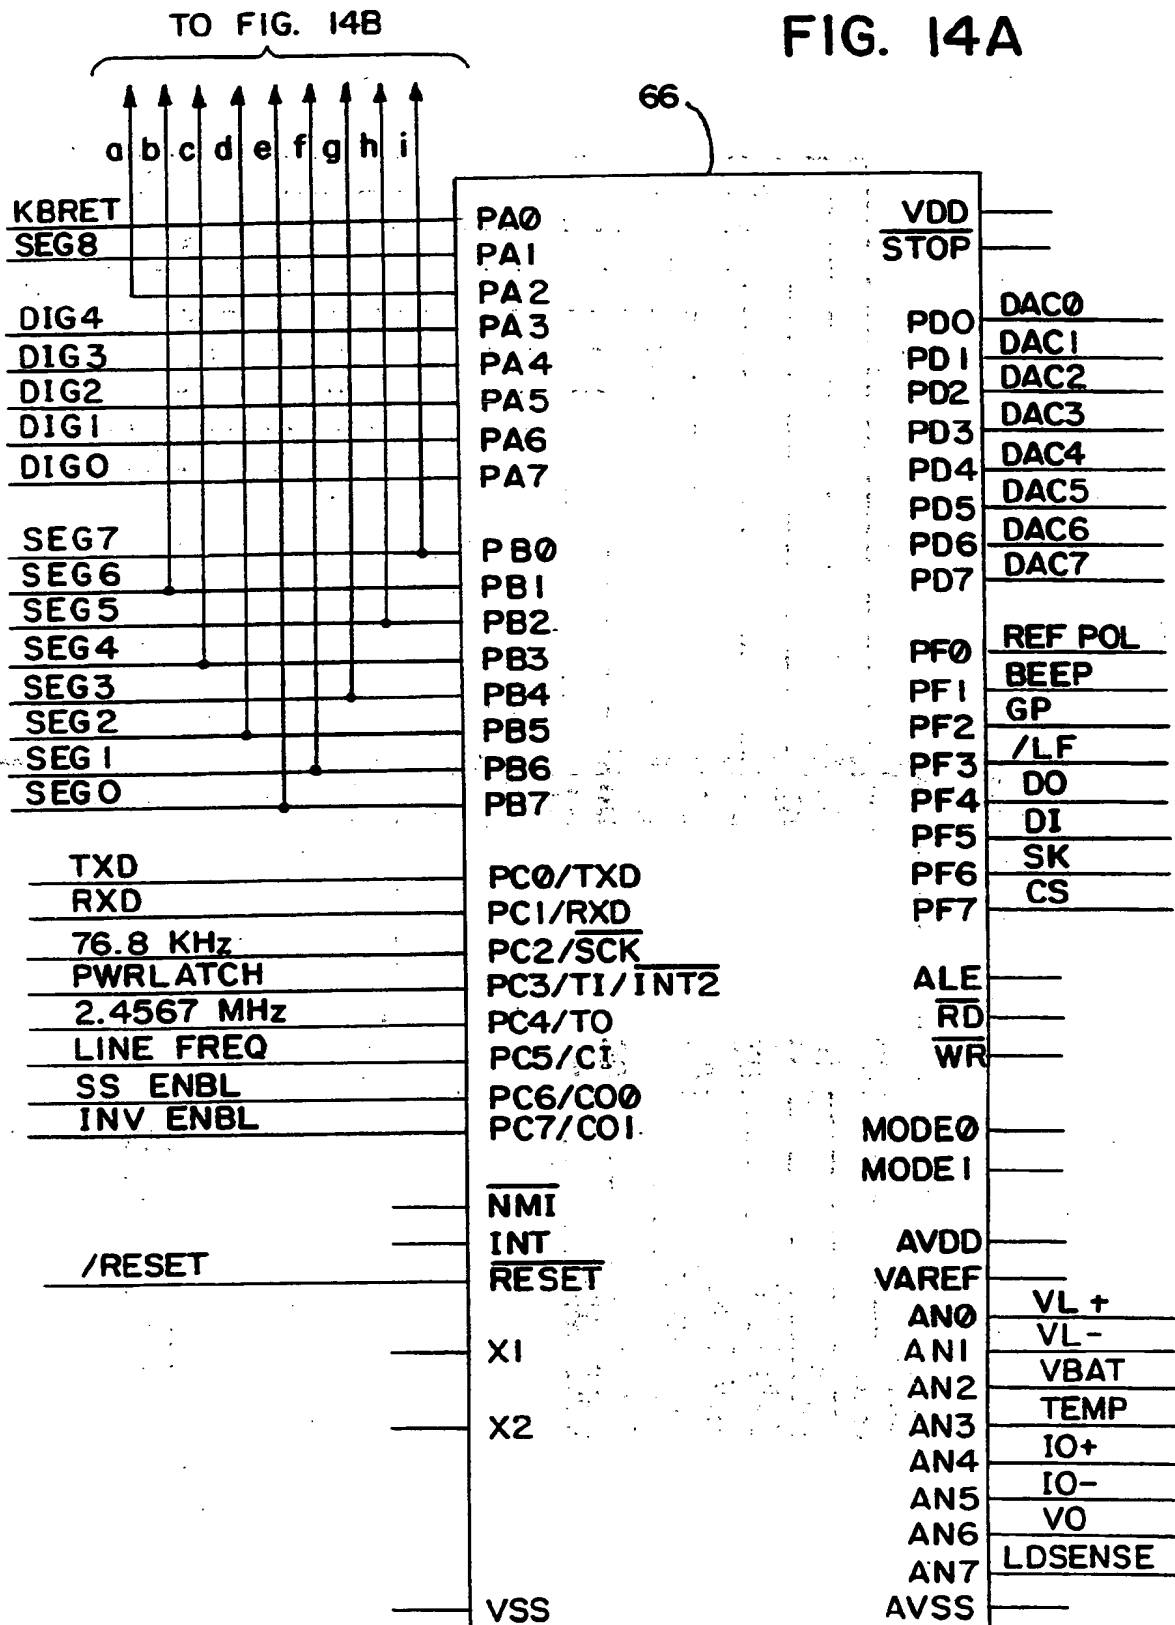 TO FIG. 14B
FIG. 14A
66
a b c d e f g h i
KBRET PA0
SEG8 PA1
PA2
DIG4 PA3
DIG3 PA4
DIG2 PA5
DIG1 PA6
DIG0 PA7
SEG7 PB0
SEG6 PB1
SEG5 PB2
SEG4 PB3
SEG3 PB4
SEG2 PB5
SEG1 PB6
SEG0 PB7
TXD PC0/TXD
RXD PC1/RXD
76.8 KHz PC2/SCK
PWRLATCH PC3/TI/INT2
2.4567 MHz PC4/TO
LINE FREQ PC5/CI
SS ENBL PC6/CO0
INV ENBL PC7/CO1
NMI
INT
/RESET RESET
X1
X2
VSS
VDD
STOP
PD0 DAC0
PD1 DAC1
PD2 DAC2
PD3 DAC3
PD4 DAC4
PD5 DAC5
PD6 DAC6
PD7 DAC7
PF0 REF POL
PF1 BEEP
PF2 GP
PF3 /LF
PF4 DO
PF5 DI
PF6 SK
PF7 CS
ALE
RD
WR
MODE0
MODE1
AVDD
VAREF
AN0 VL+
AN1 VL-
AN2 VBAT
AN3 TEMP
AN4 IO+
AN5 IO-
AN6 VO
AN7 LDSENSE
AVSS